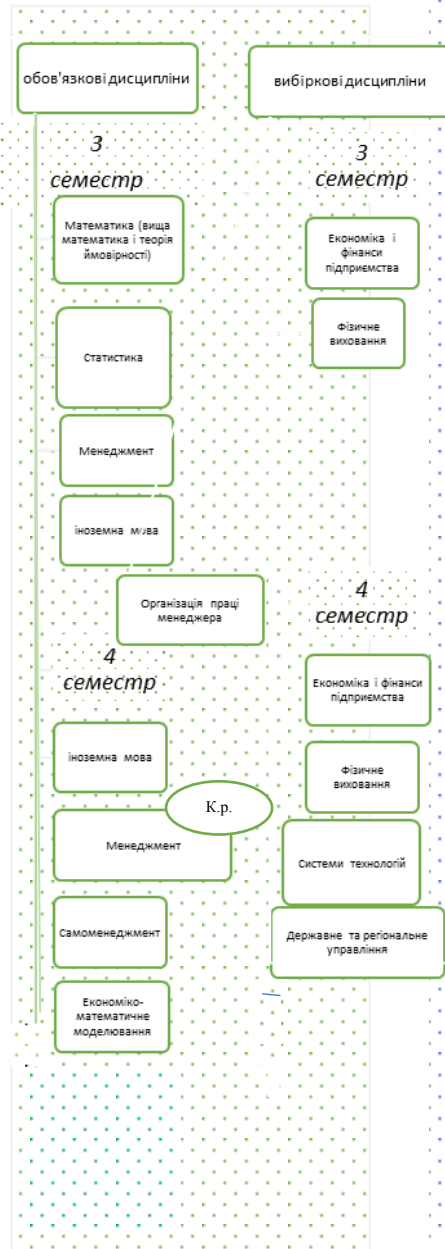 обов'язкові дисципліни
3
семестр
Математика (вища
математика і теорія
ймовірності)
Статистика
Менеджмент
іноземна мова
Організація праці
менеджера
4
семестр
іноземна мова
К.р.
Менеджмент
Самоменеджмент
Економіко-
математичне
моделювання
вибіркові дисципліни
3
семестр
Економіка і
фінанси
підприємства
Фізичне
виховання
4
семестр
Економіка і фінанси
підприємства
Фізичне
виховання
Системи технологій
Державне та регіональне
управління